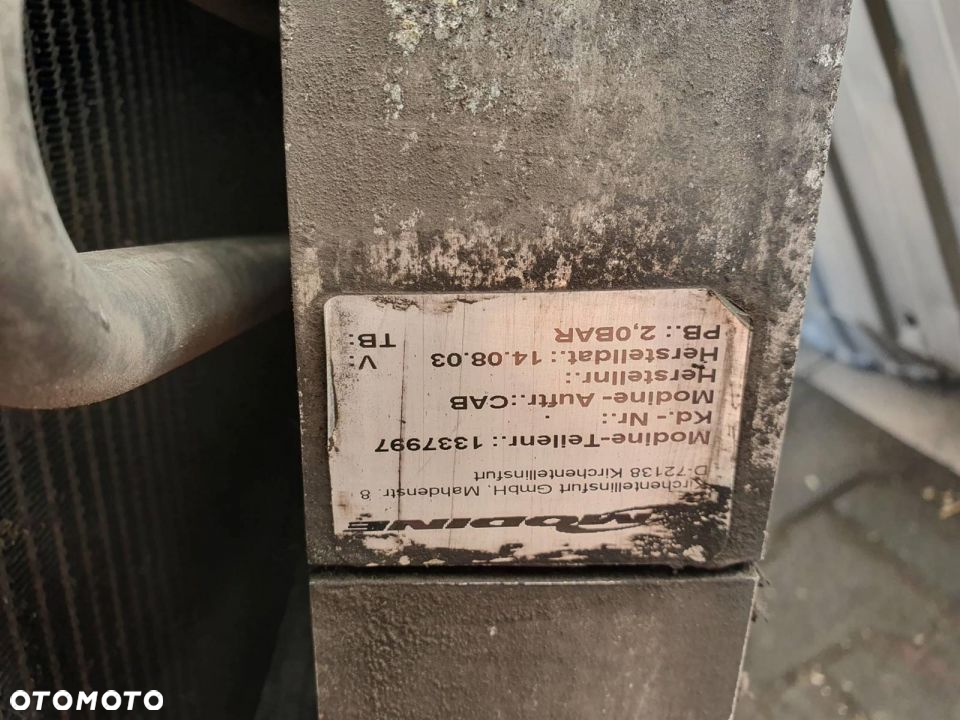 MODINE
Kirchentellinsfurt GmbH. Mahdenstr. 8
D-72138 Kirchentellinsfurt
Modine-Teilenr.: 1337997
Kd.- Nr.: .
Modine- Auftr.:CAB
Herstellnr.:
Herstelldat.: 14.08.03 V:
PB.: 2,0BAR TB:
OTOMOTO